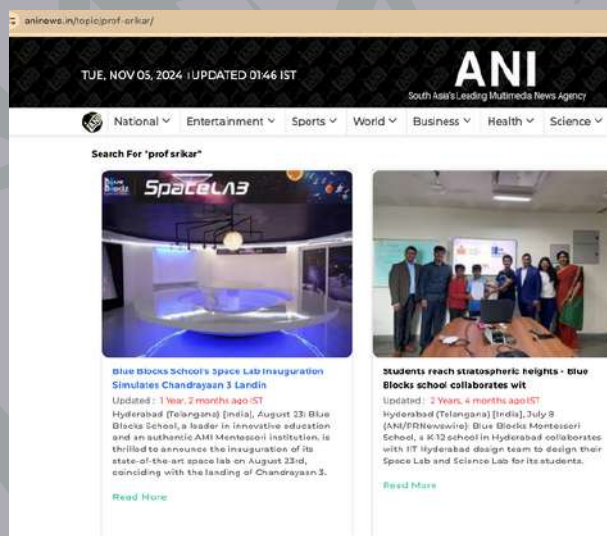 aninews.in/topic/prof-srikar/
TUE, NOV 05, 2024 | UPDATED 01:46 IST
ANI
South Asia's Leading Multimedia News Agency
National Entertainment Sports World Business Health Science
Search For "prof srikar"
Blue Blocks
SPaCeLA3
Blue Blocks School's Space Lab Inauguration
Simulates Chandrayaan 3 Landin
Updated : 1 Year, 2 months ago IST
Hyderabad (Telangana) [India], August 23: Blue
Blocks School, a leader in innovative education
and an authentic AMI Montessori institution, is
thrilled to announce the inauguration of its
state-of-the-art space lab on August 23rd,
coinciding with the landing of Chandrayaan 3.
Read More
Students reach stratospheric heights - Blue
Blocks school collaborates wit
Updated : 2 Years, 4 months ago IST
Hyderabad (Telangana) [India], July 8
(ANI/PRNewswire): Blue Blocks Montessori
School, a K-12 school in Hyderabad collaborates
with IIT Hyderabad design team to design their
Space Lab and Science Lab for its students.
Read More